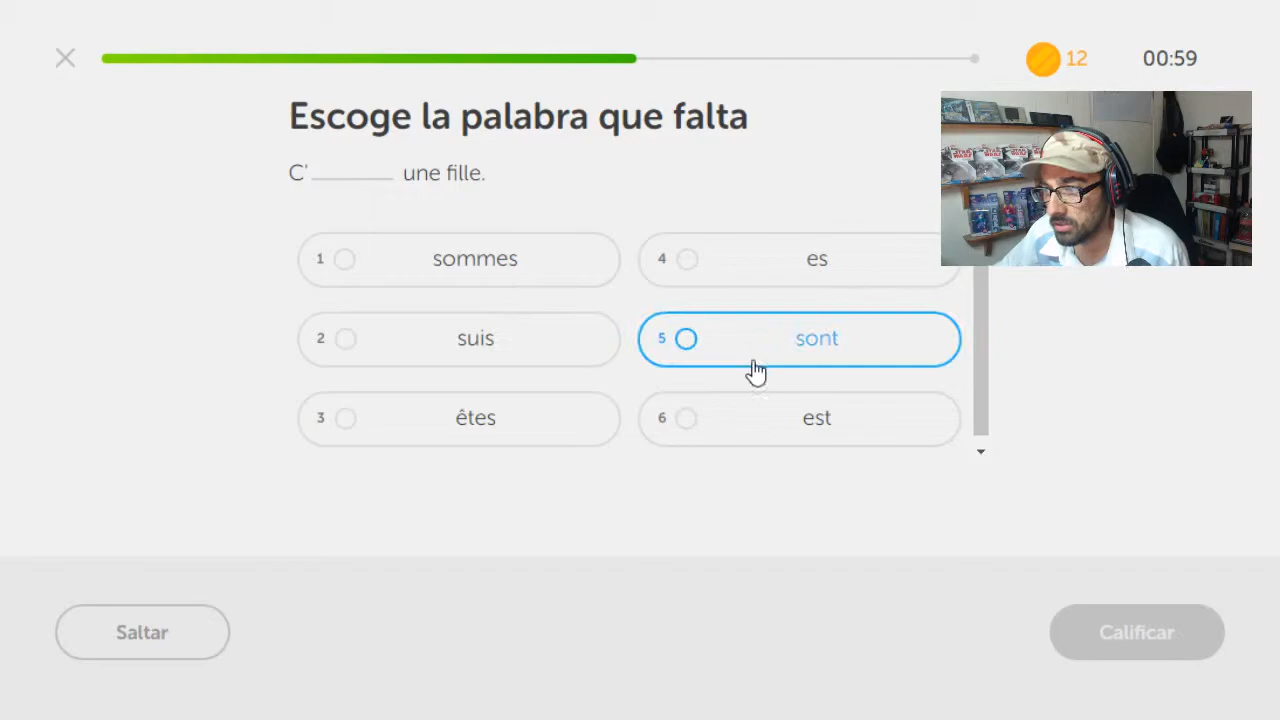 12 00:59
Escoge la palabra que falta
C'________ une fille.
1 sommes 4 es
2 suis 5 sont
3 êtes 6 est
Saltar Calificar